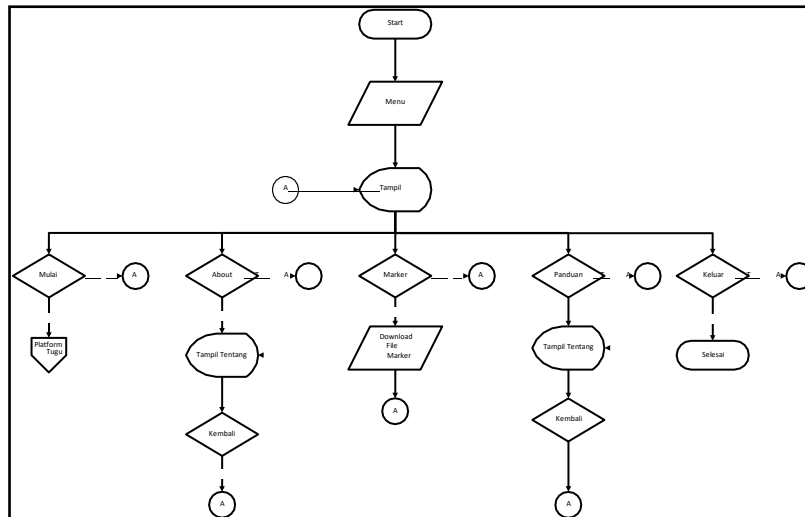 Start
Menu
A
Tampil
Mulai
A
About
T
A
Marker
A
Panduan
T
A
Keluar
T
A
Platform
Tugu
Tampil Tentang
Download
File
Marker
Tampil Tentang
Selesai
A
Kembali
Kembali
A
A